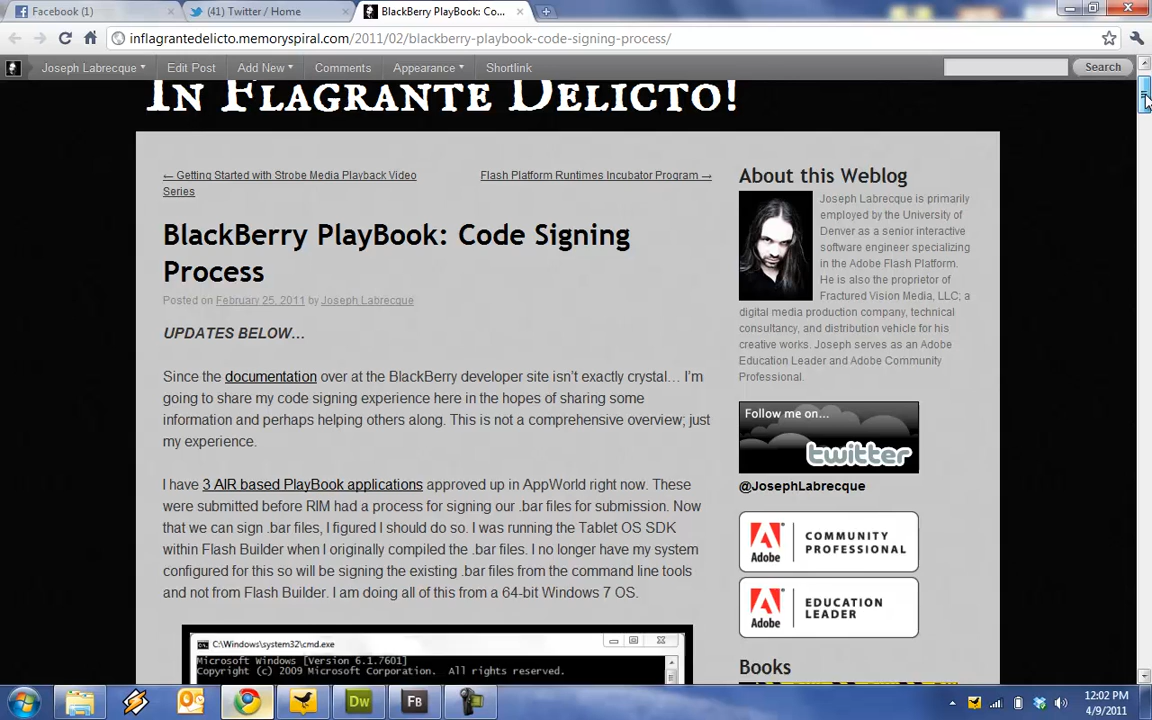 Facebook (1)
(41) Twitter / Home
BlackBerry PlayBook: Co...
inflagrantedelicto.memoryspiral.com/2011/02/blackberry-playbook-code-signing-process/
Joseph Labrecque
Edit Post
Add New
Comments
Appearance
Shortlink
Search
In Flagrante Delicto!
← Getting Started with Strobe Media Playback Video
Series
Flash Platform Runtimes Incubator Program →
BlackBerry PlayBook: Code Signing
Process
Posted on February 25, 2011 by Joseph Labrecque
UPDATES BELOW…
Since the documentation over at the BlackBerry developer site isn't exactly crystal… I'm
going to share my code signing experience here in the hopes of sharing some
information and perhaps helping others along. This is not a comprehensive overview; just
my experience.
I have 3 AIR based PlayBook applications approved up in AppWorld right now. These
were submitted before RIM had a process for signing our .bar files for submission. Now
that we can sign .bar files, I figured I should do so. I was running the Tablet OS SDK
within Flash Builder when I originally compiled the .bar files. I no longer have my system
configured for this so will be signing the existing .bar files from the command line tools
and not from Flash Builder. I am doing all of this from a 64-bit Windows 7 OS.
C:\Windows\system32\cmd.exe
Microsoft Windows [Version 6.1.7601]
Copyright (c) 2009 Microsoft Corporation. All rights reserved.
About this Weblog
Joseph Labrecque is primarily
employed by the University of
Denver as a senior interactive
software engineer specializing
in the Adobe Flash Platform.
He is also the proprietor of
Fractured Vision Media, LLC; a
digital media production company, technical
consultancy, and distribution vehicle for his
creative works. Joseph serves as an Adobe
Education Leader and Adobe Community
Professional.
Follow me on...
twitter
@JosephLabrecque
Adobe
COMMUNITY
PROFESSIONAL
Adobe
EDUCATION
LEADER
Books
Dw
FB
12:02 PM
4/9/2011